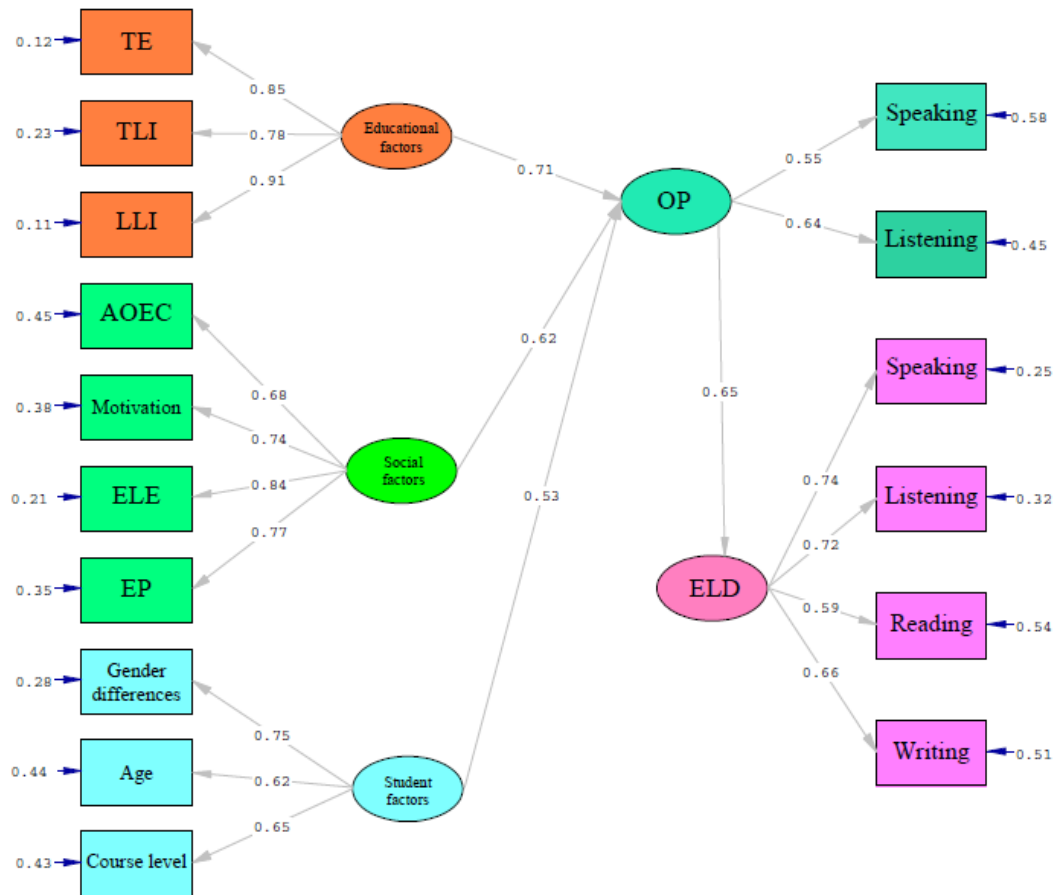 0.12
TE
0.85
0.23
TLI
0.78
Educational
factors
0.91
0.11
LLI
0.71
OP
0.55
Speaking
0.58
0.64
Listening
0.45
0.45
AOEC
0.68
0.38
Motivation
0.74
Social
factors
0.62
0.21
ELE
0.84
0.77
0.35
EP
0.53
0.65
ELD
0.74
Speaking
0.25
0.72
Listening
0.32
0.59
Reading
0.54
0.66
Writing
0.51
0.28
Gender
differences
0.75
0.44
Age
0.62
Student
factors
0.65
0.43
Course level